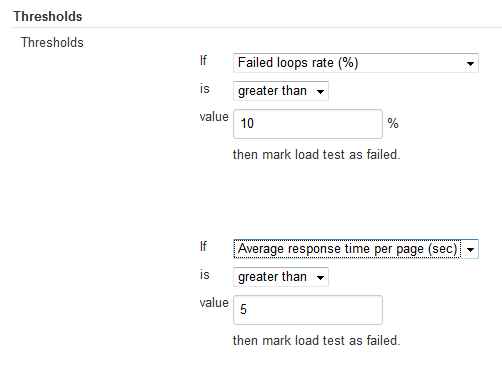 Thresholds
Thresholds
If Failed loops rate (%)
is greater than
value 10 %
then mark load test as failed.
If Average response time per page (sec)
is greater than
value 5
then mark load test as failed.